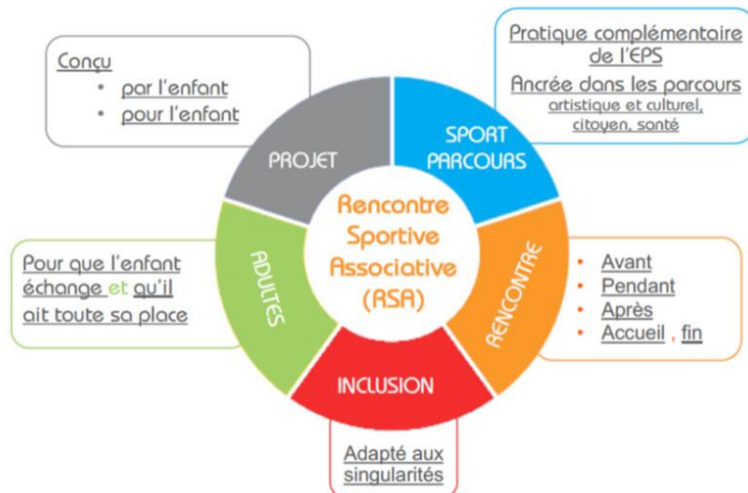 Conçu
• par l'enfant
• pour l'enfant
Pratique complémentaire
de l'EPS
Ancrée dans les parcours
artistique et culturel,
citoyen, santé
PROJET
SPORT
PARCOURS
Rencontre
Sportive
Associative
(RSA)
Pour que l'enfant
échange et qu'il
ait toute sa place
ADULTES
RENCONTRE
• Avant
• Pendant
• Après
• Accueil , fin
INCLUSION
Adapté aux
singularités